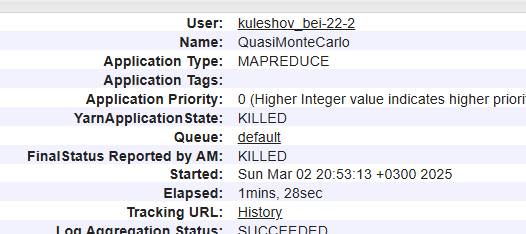 User: kuleshov_bei-22-2
Name: QuasiMonteCarlo
Application Type: MAPREDUCE
Application Tags:
Application Priority: 0 (Higher Integer value indicates higher priori
YarnApplicationState: KILLED
Queue: default
FinalStatus Reported by AM: KILLED
Started: Sun Mar 02 20:53:13 +0300 2025
Elapsed: 1mins, 28sec
Tracking URL: History
Log Aggregation Status: SUCCEEDED